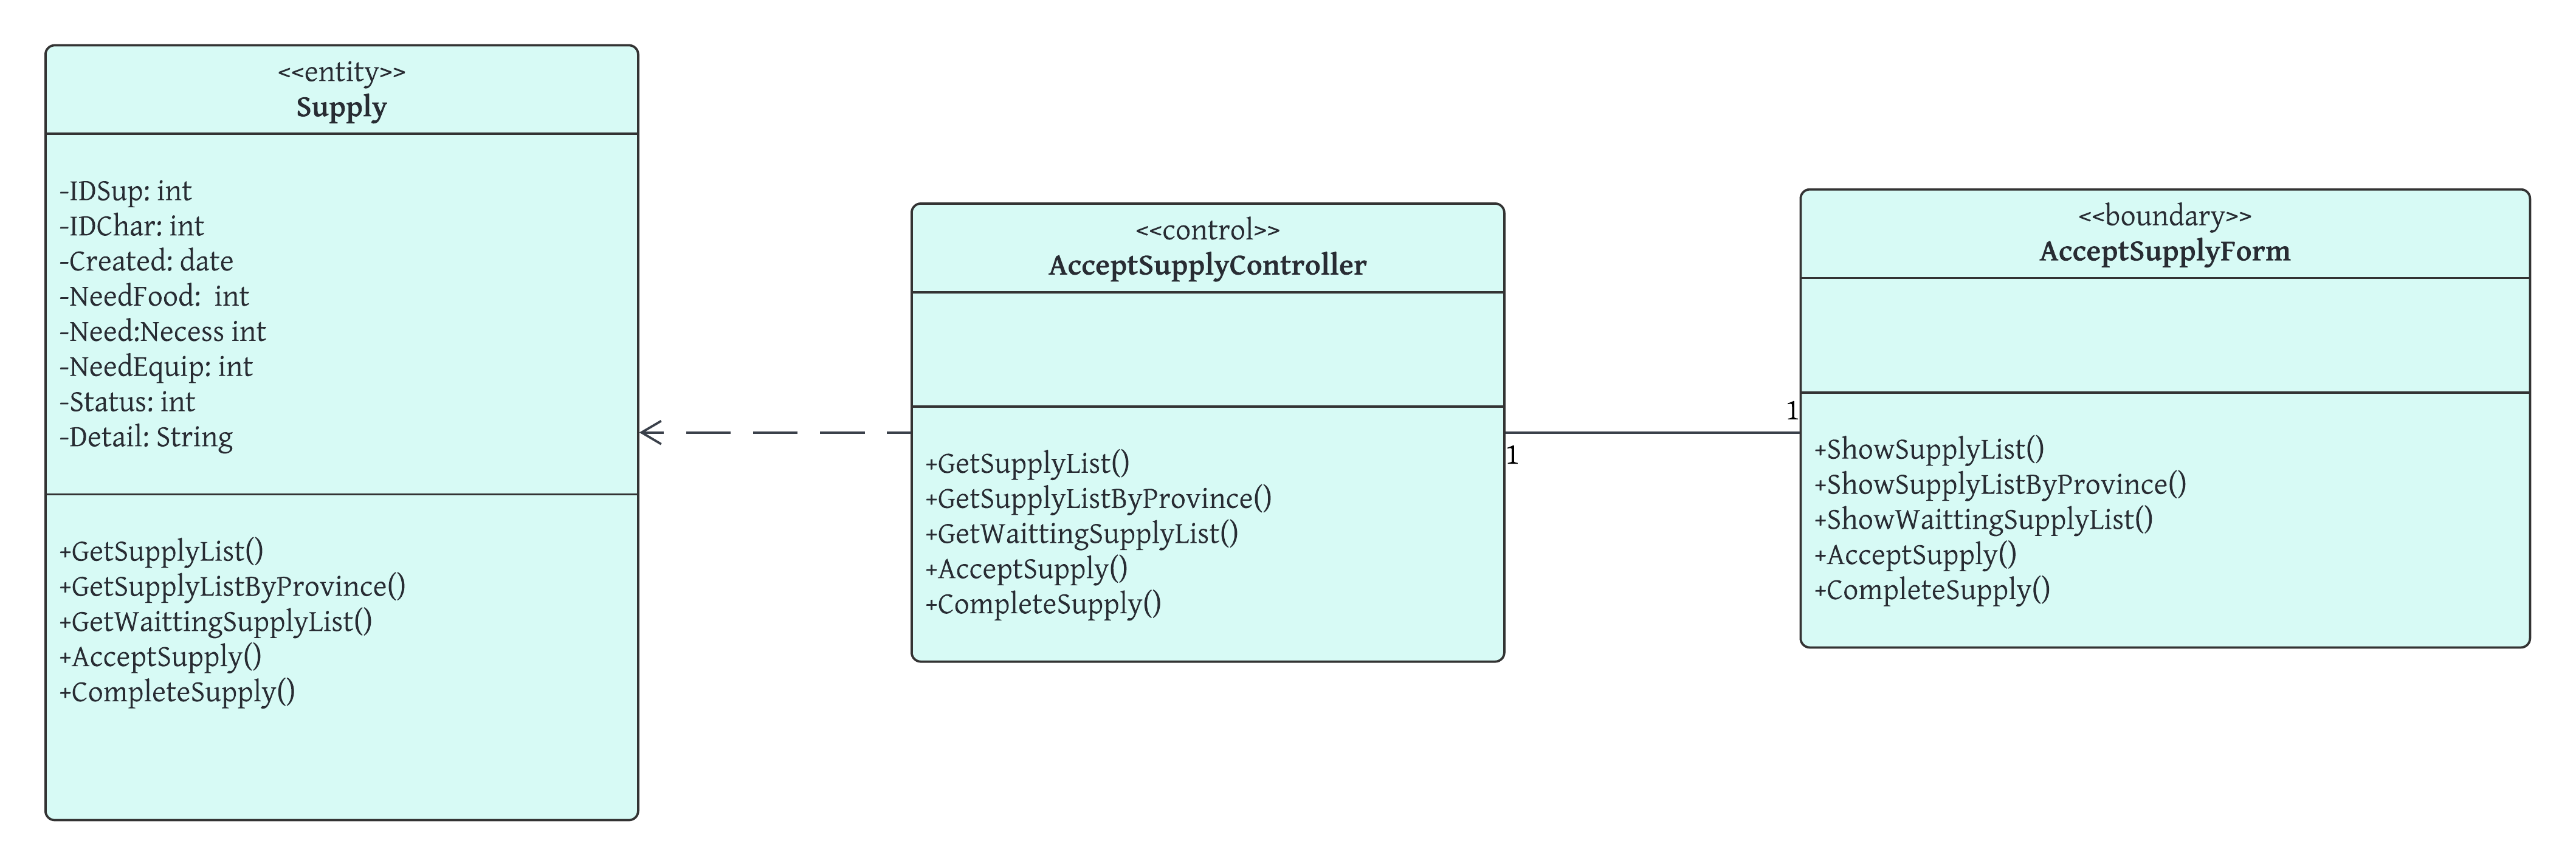 <<entity>>
Supply
-IDSup: int
-IDChar: int
-Created: date
-NeedFood:  int
-Need:Necess int
-NeedEquip: int
-Status: int
-Detail: String
+GetSupplyList()
+GetSupplyListByProvince()
+GetWaittingSupplyList()
+AcceptSupply()
+CompleteSupply()
<<control>>
AcceptSupplyController
+GetSupplyList()
+GetSupplyListByProvince()
+GetWaittingSupplyList()
+AcceptSupply()
+CompleteSupply()
1
1
<<boundary>>
AcceptSupplyForm
+ShowSupplyList()
+ShowSupplyListByProvince()
+ShowWaittingSupplyList()
+AcceptSupply()
+CompleteSupply()